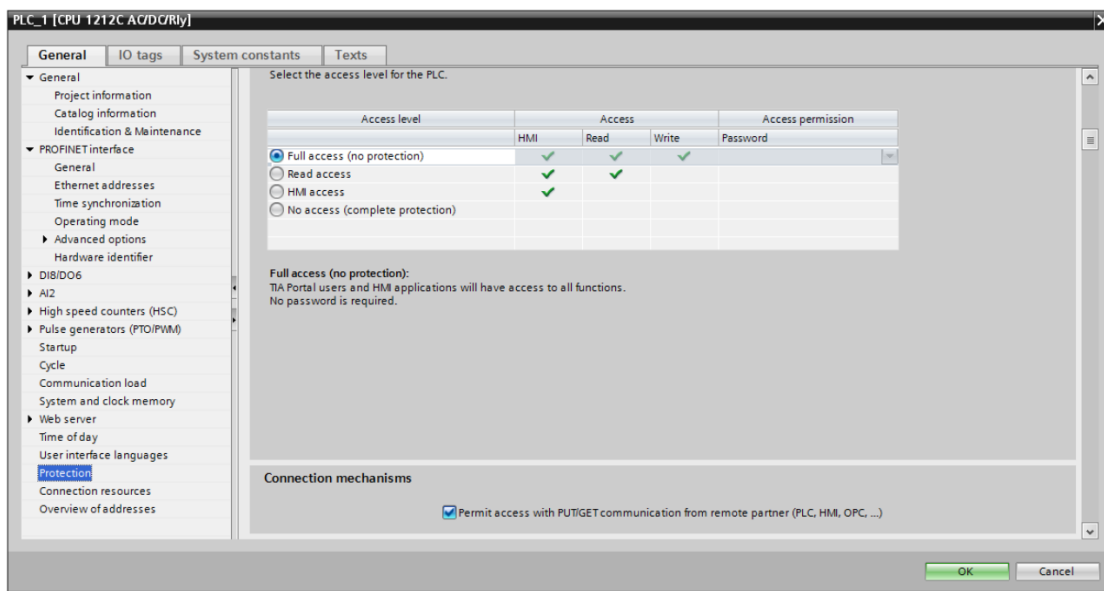 PLC_1 [CPU 1212C AC/DC/Rly]
General IO tags System constants Texts
General
Project information
Catalog information
Identification & Maintenance
PROFINET interface
General
Ethernet addresses
Time synchronization
Operating mode
Advanced options
Hardware identifier
DI8/DO6
AI2
High speed counters (HSC)
Pulse generators (PTO/PWM)
Startup
Cycle
Communication load
System and clock memory
Web server
Time of day
User interface languages
Protection
Connection resources
Overview of addresses
Select the access level for the PLC.
Access level Access Access permission
HMI Read Write Password
Full access (no protection)
Read access
HMI access
No access (complete protection)
Full access (no protection):
TIA Portal users and HMI applications will have access to all functions.
No password is required.
Connection mechanisms
Permit access with PUT/GET communication from remote partner (PLC, HMI, OPC, ...)
OK Cancel